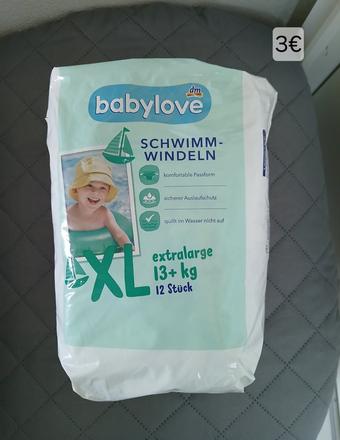 3€
dm
babylove
SCHWIMM-
WINDELN
komfortable Passform
sicherer Auslaufschutz
quillt im Wasser nicht auf
XL
extralarge
13+ kg
12 Stück